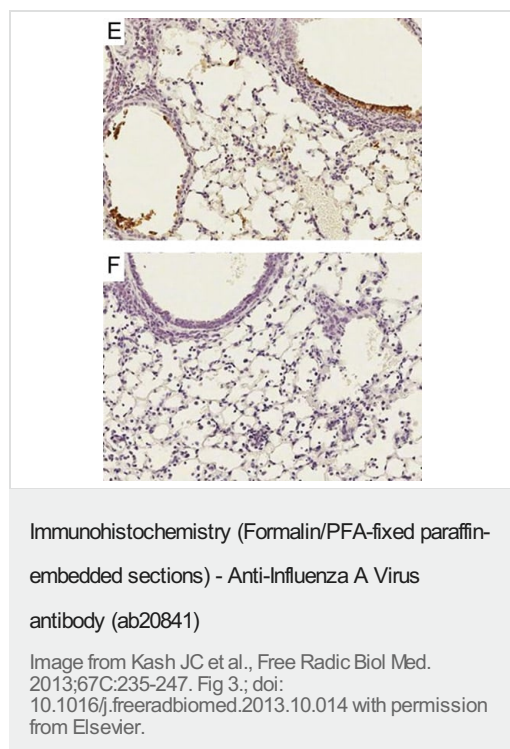 E
F
Immunohistochemistry (Formalin/PFA-fixed paraffin-
embedded sections) - Anti-Influenza A Virus
antibody (ab20841)
Image from Kash JC et al., Free Radic Biol Med.
2013;67C:235-247. Fig 3.; doi:
10.1016/j.freeradbiomed.2013.10.014 with permission
from Elsevier.